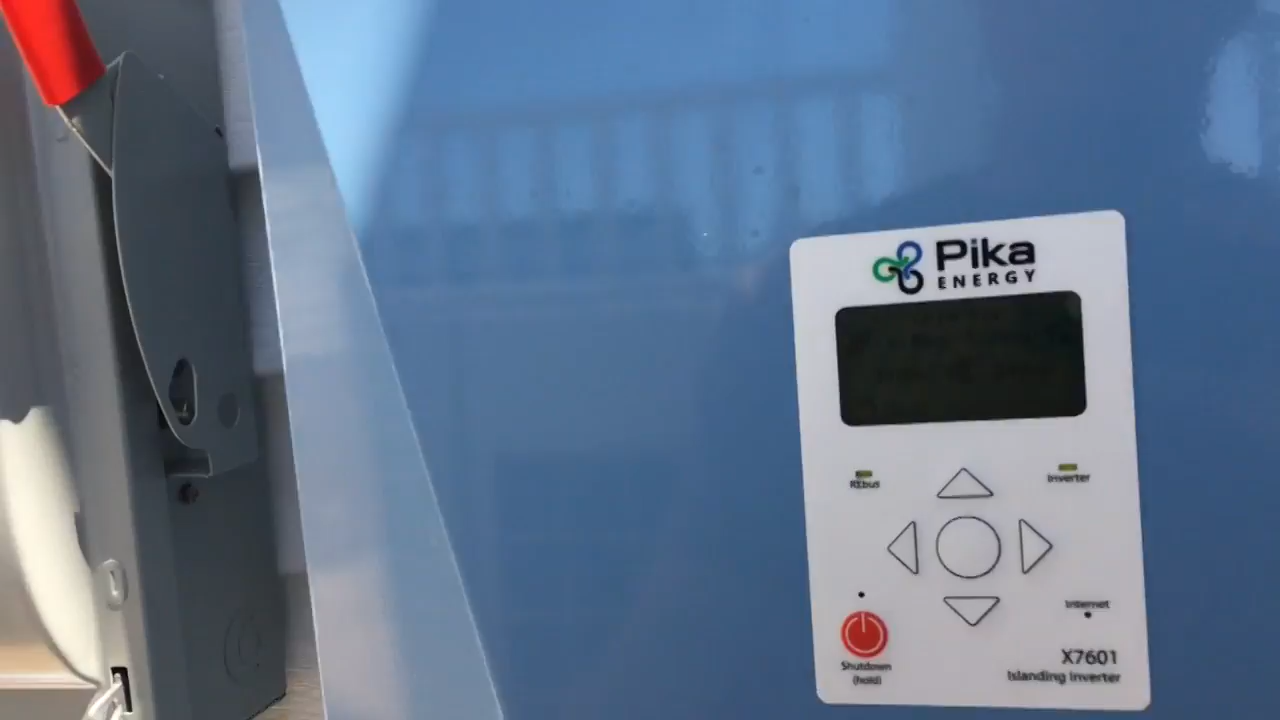 Pika
ENERGY
REbus
Inverter
Internet
Shutdown
(hold)
X7601
Islanding Inverter